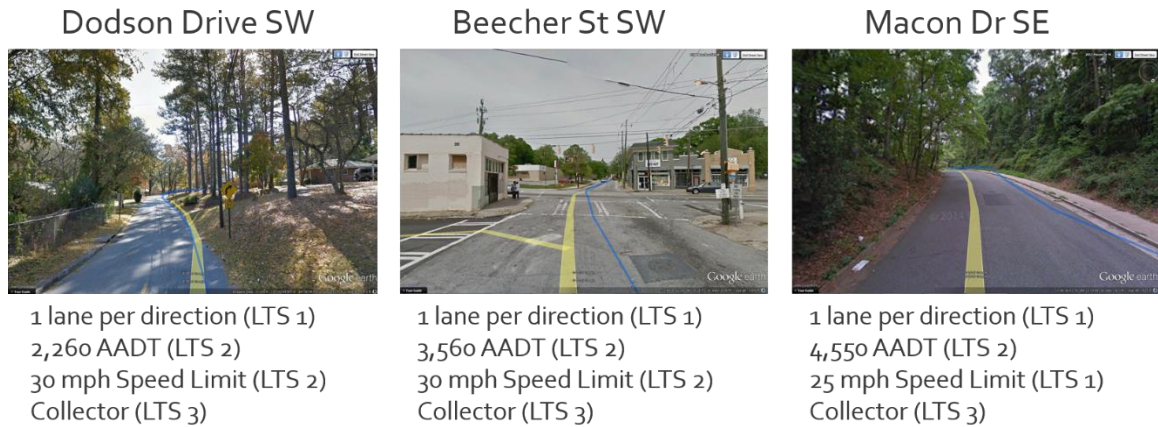 Dodson Drive SW
Beecher St SW
Macon Dr SE
Google earth
Google earth
Google earth
1 lane per direction (LTS 1)
2,260 AADT (LTS 2)
30 mph Speed Limit (LTS 2)
Collector (LTS 3)
1 lane per direction (LTS 1)
3,560 AADT (LTS 2)
30 mph Speed Limit (LTS 2)
Collector (LTS 3)
1 lane per direction (LTS 1)
4,550 AADT (LTS 2)
25 mph Speed Limit (LTS 1)
Collector (LTS 3)